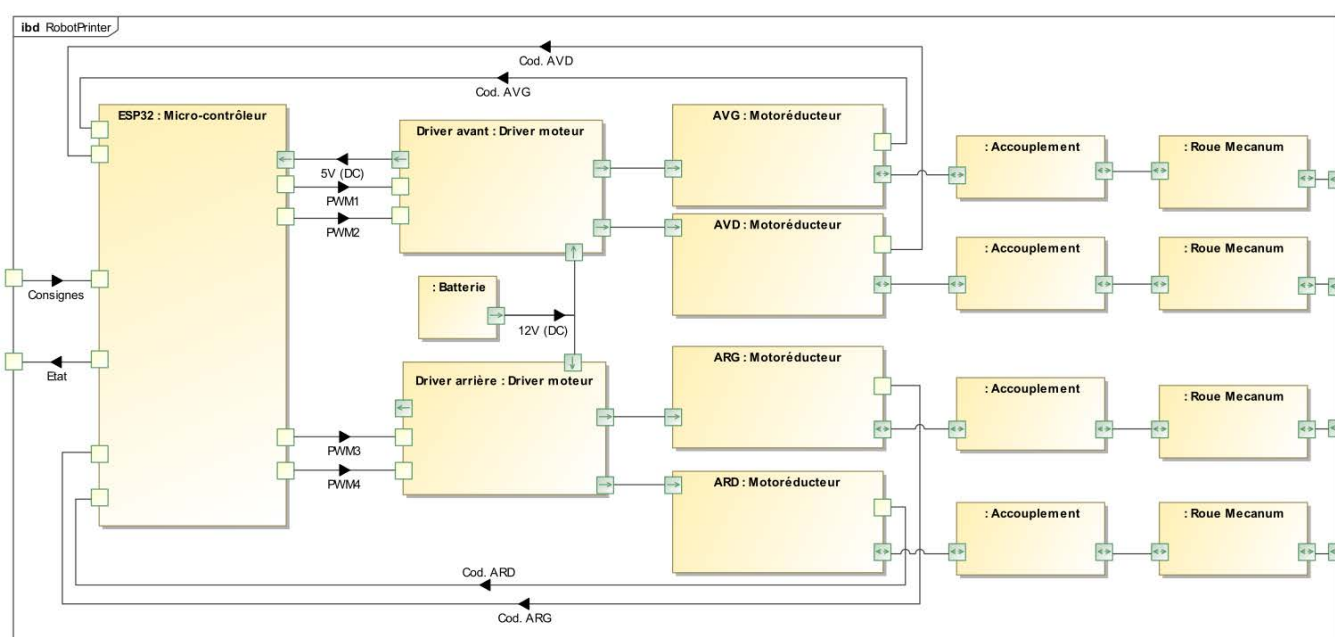 ibd RobotPrinter
Cod. AVD
Cod. AVG
ESP32 : Micro-contrôleur
Driver avant : Driver moteur
AVG : Motoréducteur
: Accouplement
: Roue Mecanum
5V (DC)
PWM1
PWM2
AVD : Motoréducteur
: Accouplement
: Roue Mecanum
Consignes
: Batterie
12V (DC)
Etat
Driver arrière : Driver moteur
ARG : Motoréducteur
: Accouplement
: Roue Mecanum
PWM3
PWM4
ARD : Motoréducteur
: Accouplement
: Roue Mecanum
Cod. ARD
Cod. ARG